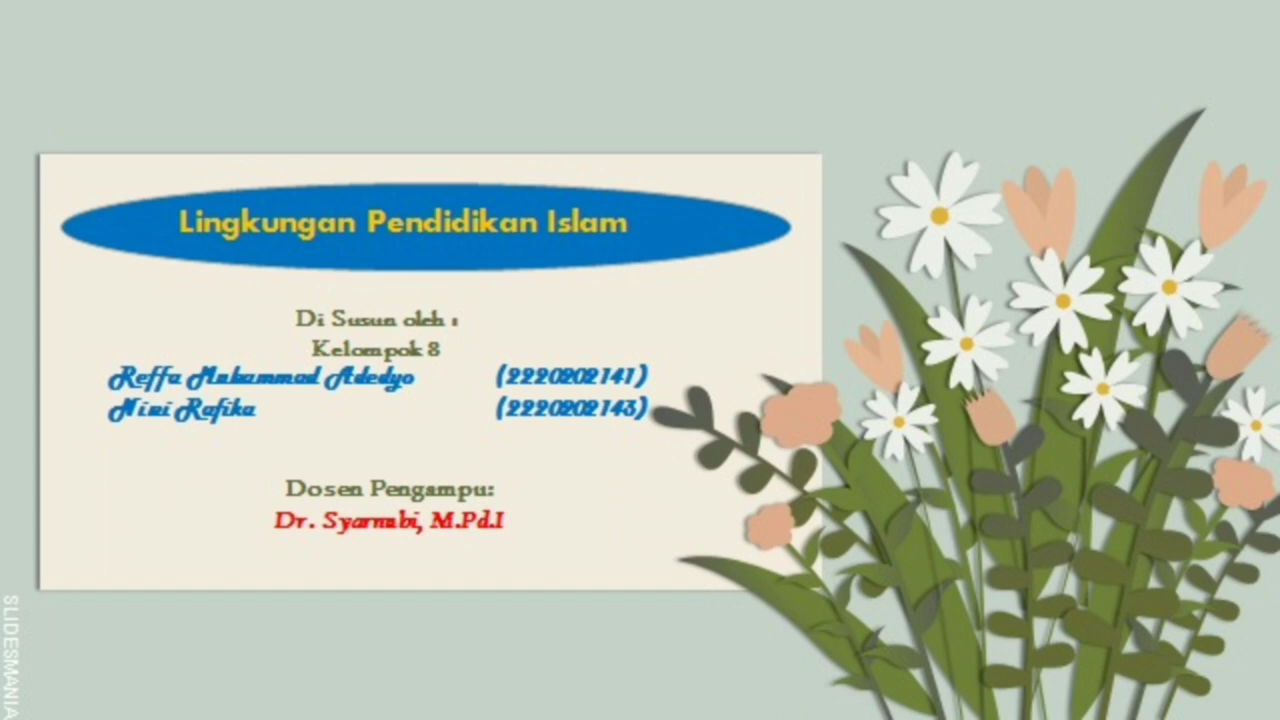 Lingkungan Pendidikan Islam
Di Susun oleh :
Kelompok 8
Reffa Muhammad Adedyo (2220202141)
Nini Rafika (2220202143)
Dosen Pengampu:
Dr. Syarnubi, M.Pd.I
SLIDESMANIA